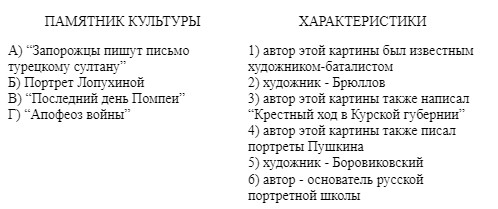 ПАМЯТНИК КУЛЬТУРЫ
А) “Запорожцы пишут письмо
турецкому султану”
Б) Портрет Лопухиной
В) “Последний день Помпеи”
Г) “Апофеоз войны”
ХАРАКТЕРИСТИКИ
1) автор этой картины был известным
художником-баталистом
2) художник - Брюллов
3) автор этой картины также написал
“Крестный ход в Курской губернии”
4) автор этой картины также писал
портреты Пушкина
5) художник - Боровиковский
6) автор - основатель русской
портретной школы